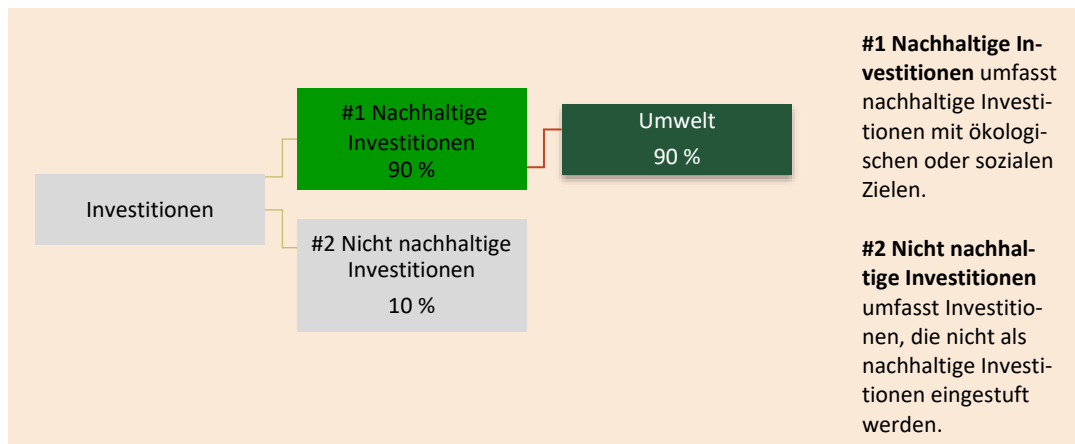 Investitionen
#1 Nachhaltige
Investitionen
90 %
Umwelt
90 %
#2 Nicht nachhaltige
Investitionen
10 %
#1 Nachhaltige In-
vestitionen umfasst
nachhaltige Investi-
tionen mit ökologi-
schen oder sozialen
Zielen.
#2 Nicht nachhal-
tige Investitionen
umfasst Investitio-
nen, die nicht als
nachhaltige Investi-
tionen eingestuft
werden.